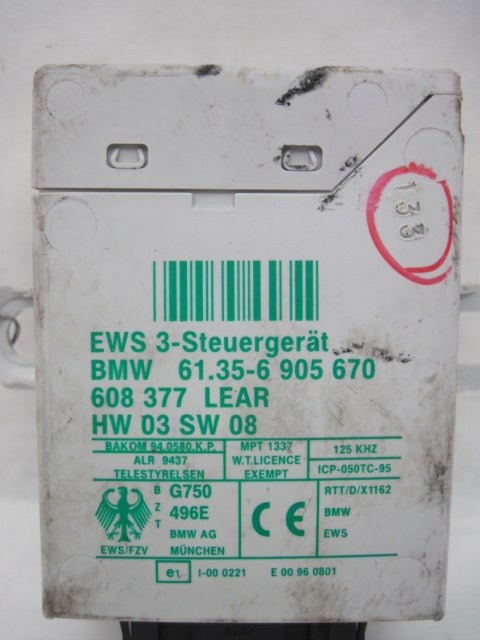 133
EWS 3-Steuergerät
BMW 61.35-6 905 670
608 377 LEAR
HW 03 SW 08
BAKOM 94.0580.K.P.
ALR 9437
TELESTYRELSEN
MPT 1337
W.T.LICENCE
EXEMPT
125 KHZ
ICP-050TC-95
EWS/FZV
BZT
G750
496E
BMW AG
MÜNCHEN
CE
RTT/D/X1162
BMW
EWS
e1 I-00 0221 E 00 96 0801